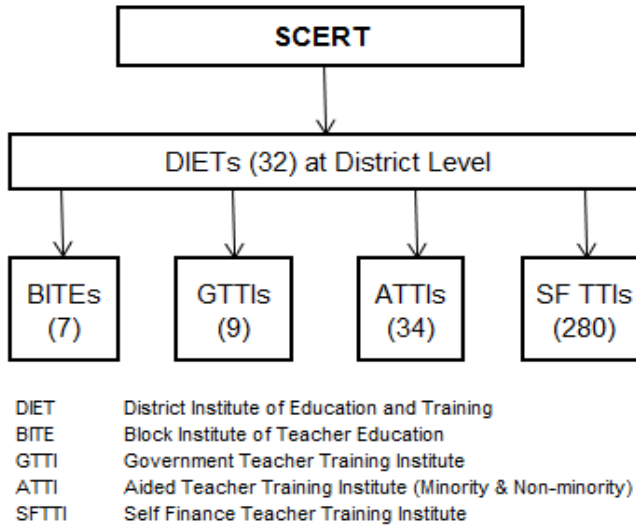 SCERT
DIETs (32) at District Level
BITEs
(7)
GTTIs
(9)
ATTIs
(34)
SF TTIs
(280)
DIET District Institute of Education and Training
BITE Block Institute of Teacher Education
GTTI Government Teacher Training Institute
ATTI Aided Teacher Training Institute (Minority & Non-minority)
SFTTI Self Finance Teacher Training Institute